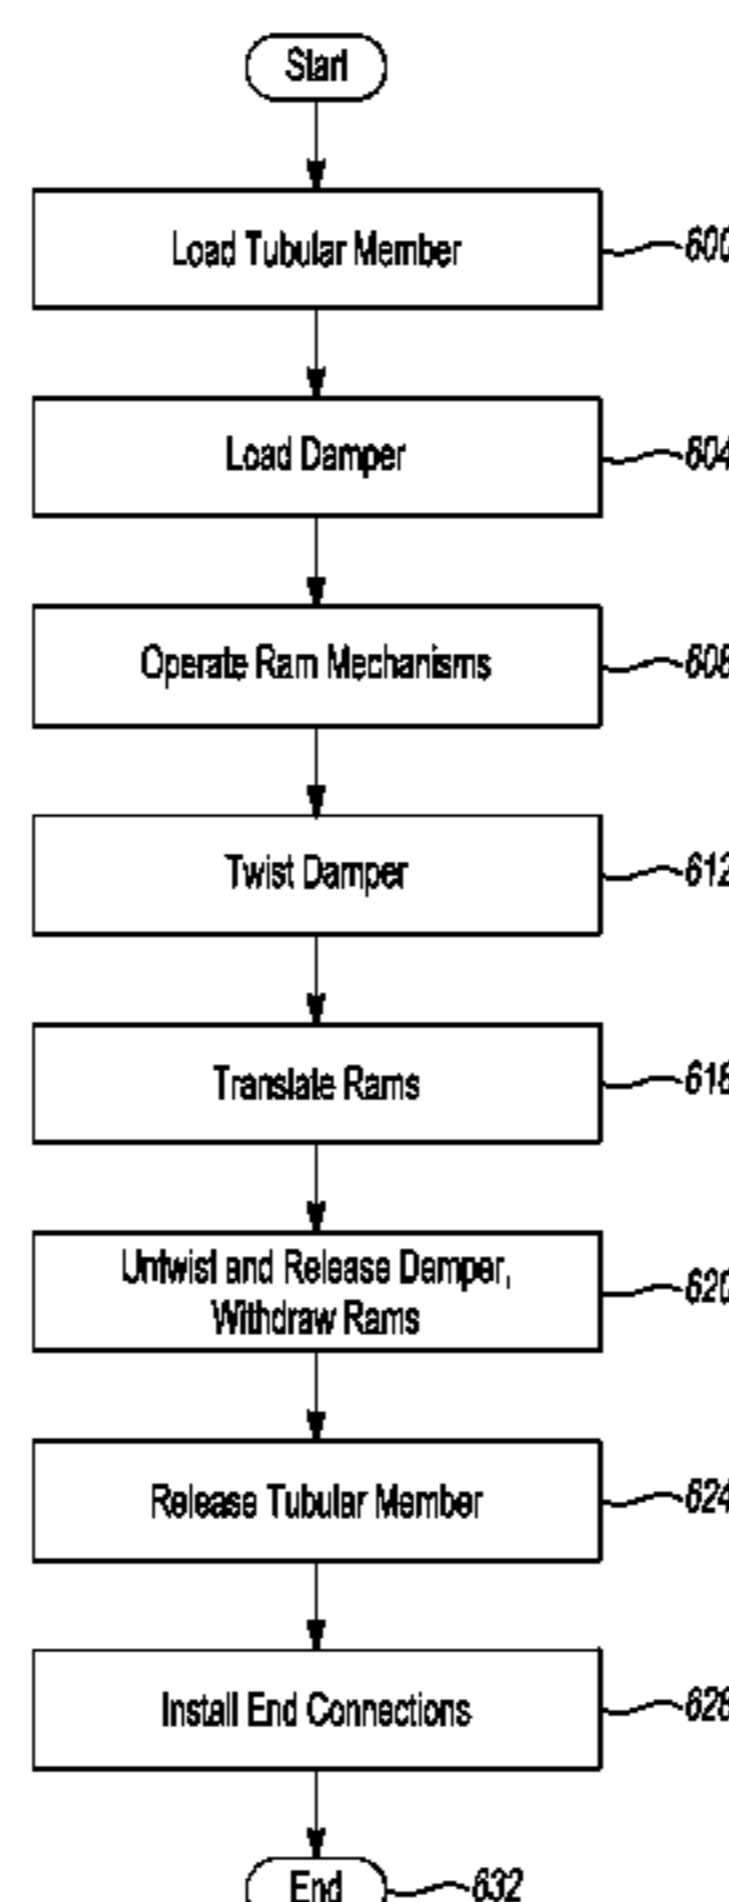 Start
Load Tubular Member
600
Load Damper
604
Operate Ram Mechanisms
608
Twist Damper
612
Translate Rams
616
Untwist and Release Damper,
Withdraw Rams
620
Release Tubular Member
624
Install End Connections
628
End
632